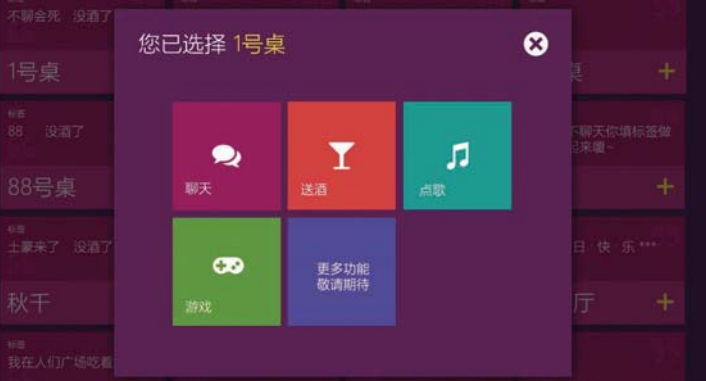 不聊会死 没酒了
您已选择 1号桌
1号桌
桌
标签
88 没酒了
不聊天你填标签做
起来嗄~
聊天
送酒
点歌
88号桌
标签
土豪来了 没酒了
日 快 乐 ***
更多功能
敬请期待
游戏
秋千
厅
标签
我在人们广场吃着